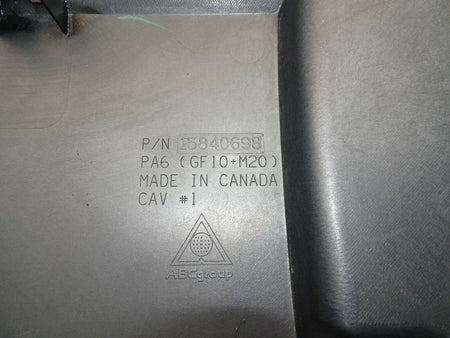 P/N 15840698
PA6 (GF10+M20)
MADE IN CANADA
CAV #1
ABCgroup